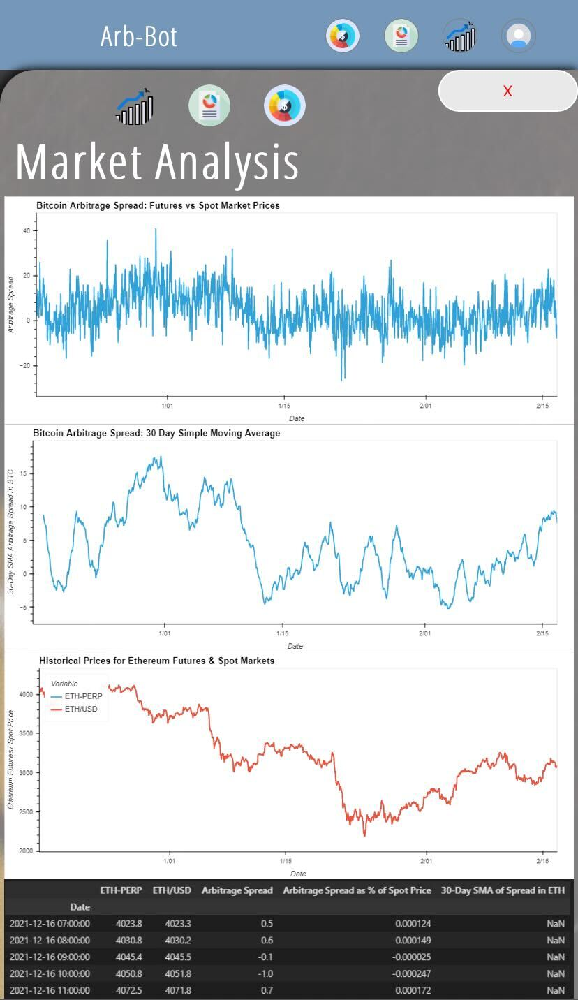 Arb-Bot
X
Market Analysis
Bitcoin Arbitrage Spread: Futures vs Spot Market Prices
Arbitrage Spread
40
20
0
−20
1/01 1/15 2/01 2/15
Date
Bitcoin Arbitrage Spread: 30 Day Simple Moving Average
30-Day SMA Arbitrage Spread in BTC
15
10
5
0
−5
1/01 1/15 2/01 2/15
Date
Historical Prices for Ethereum Futures & Spot Markets
Ethereum Futures / Spot Price
Variable
ETH-PERP
ETH/USD
4000
3500
3000
2500
2000
1/01 1/15 2/01 2/15
Date
ETH-PERP ETH/USD Arbitrage Spread Arbitrage Spread as % of Spot Price 30-Day SMA of Spread in ETH
Date
2021-12-16 07:00:00 4023.8 4023.3 0.5 0.000124 NaN
2021-12-16 08:00:00 4030.8 4030.2 0.6 0.000149 NaN
2021-12-16 09:00:00 4045.4 4045.5 -0.1 -0.000025 NaN
2021-12-16 10:00:00 4050.8 4051.8 -1.0 -0.000247 NaN
2021-12-16 11:00:00 4072.5 4071.8 0.7 0.000172 NaN